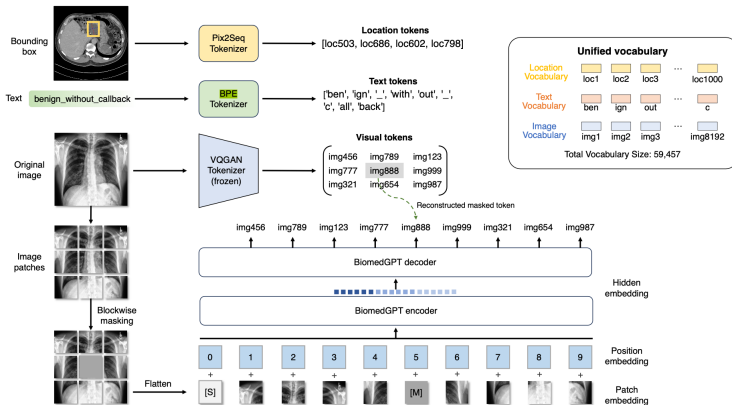 Bounding
box
Pix2Seq
Tokenizer
Location tokens
[loc503, loc686, loc602, loc798]
Text
benign_without_callback
BPE
Tokenizer
Text tokens
['ben', 'ign', '_', 'with', 'out', '_',
'c', 'all', 'back']
Unified vocabulary
Location
Vocabulary
loc1 loc2 loc3 ... loc1000
Text
Vocabulary
ben ign out ... c
Image
Vocabulary
img1 img2 img3 ... img8192
Total Vocabulary Size: 59,457
Original
image
VQGAN
Tokenizer
(frozen)
Visual tokens
img456 img789 img123
img777 img888 img999
img321 img654 img987
Reconstructed masked token
img456 img789 img123 img777 img888 img999 img321 img654 img987
Image
patches
BiomedGPT decoder
Hidden
embedding
BiomedGPT encoder
Blockwise
masking
0 1 2 3 4 5 6 7 8 9
Position
embedding
+ + + + + + + + + +
Flatten
[S] [M]
Patch
embedding